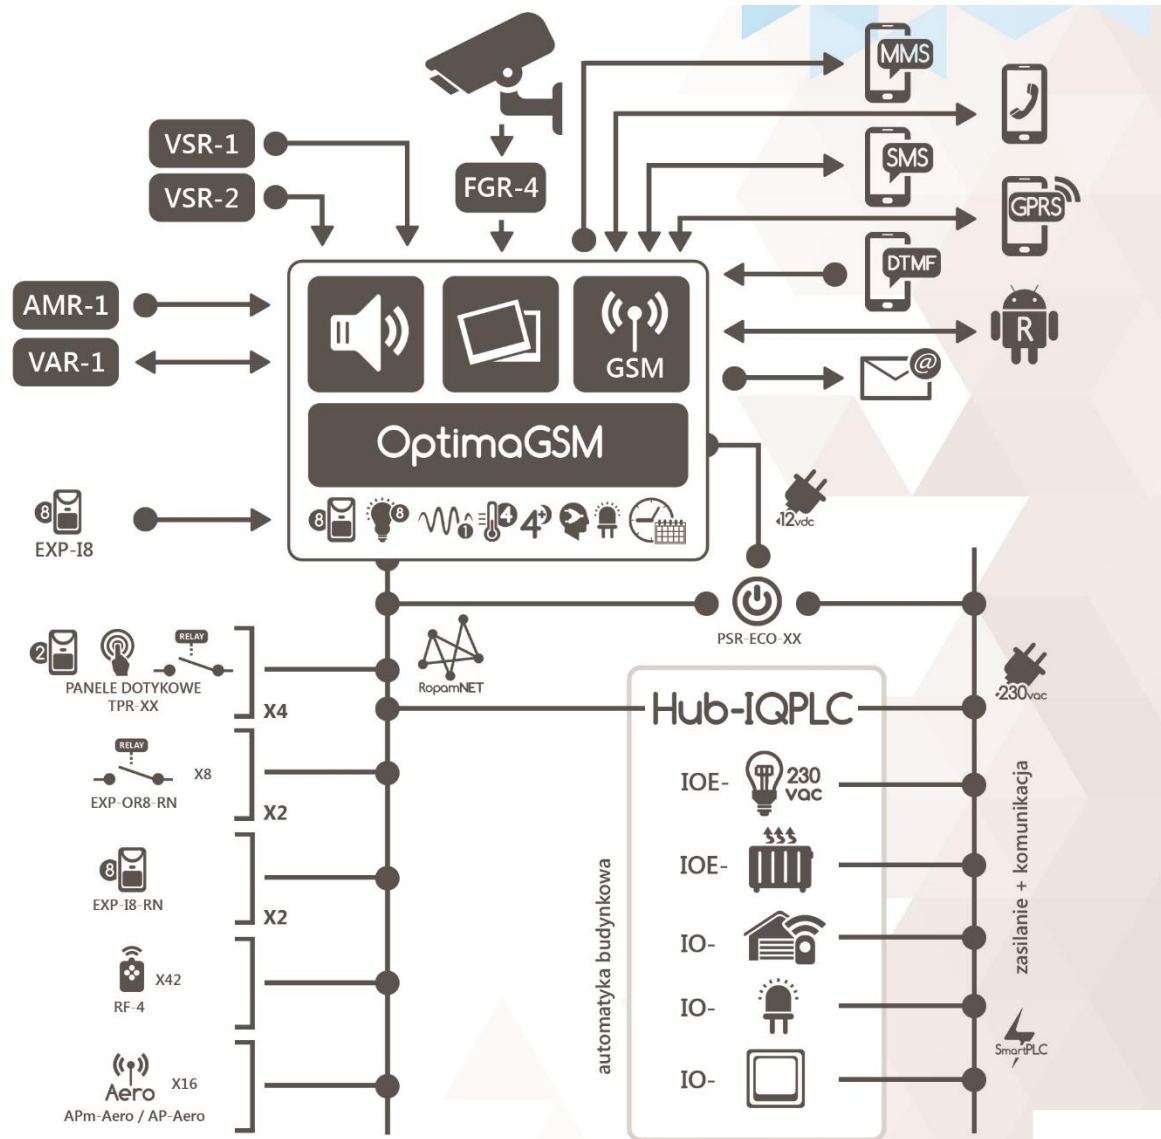 MMS
VSR-1
SMS
VSR-2
FGR-4
GPRS
DTMF
AMR-1
R
VAR-1
GSM
@
OptimaGSM
8
8
1
4
4+
12vdc
8
EXP-I8
PSR-ECO-XX
RELAY
2
PANELE DOTYKOWE
TPR-XX
X4
RopamNET
230vac
Hub-IQPLC
RELAY
X8
EXP-OR8-RN
X2
IOE-
230
vac
8
EXP-I8-RN
X2
IOE-
automatyka budynkowa
zasilanie + komunikacja
X42
RF-4
IO-
IO-
SmartPLC
Aero
X16
APm-Aero / AP-Aero
IO-